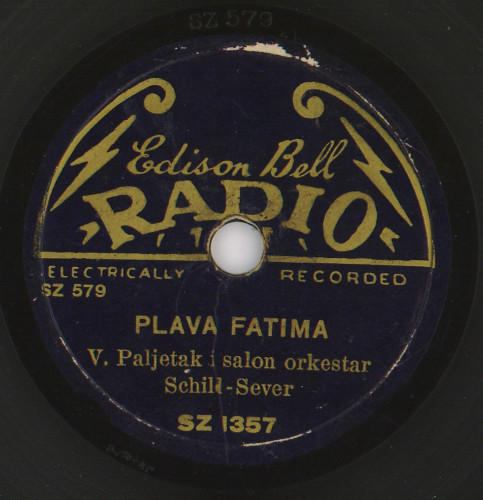 SZ 579
Edison Bell
RADIO
ELECTRICALLY RECORDED
SZ 579
PLAVA FATIMA
V. Paljetak i salon orkestar
Schild-Sever
SZ 1357